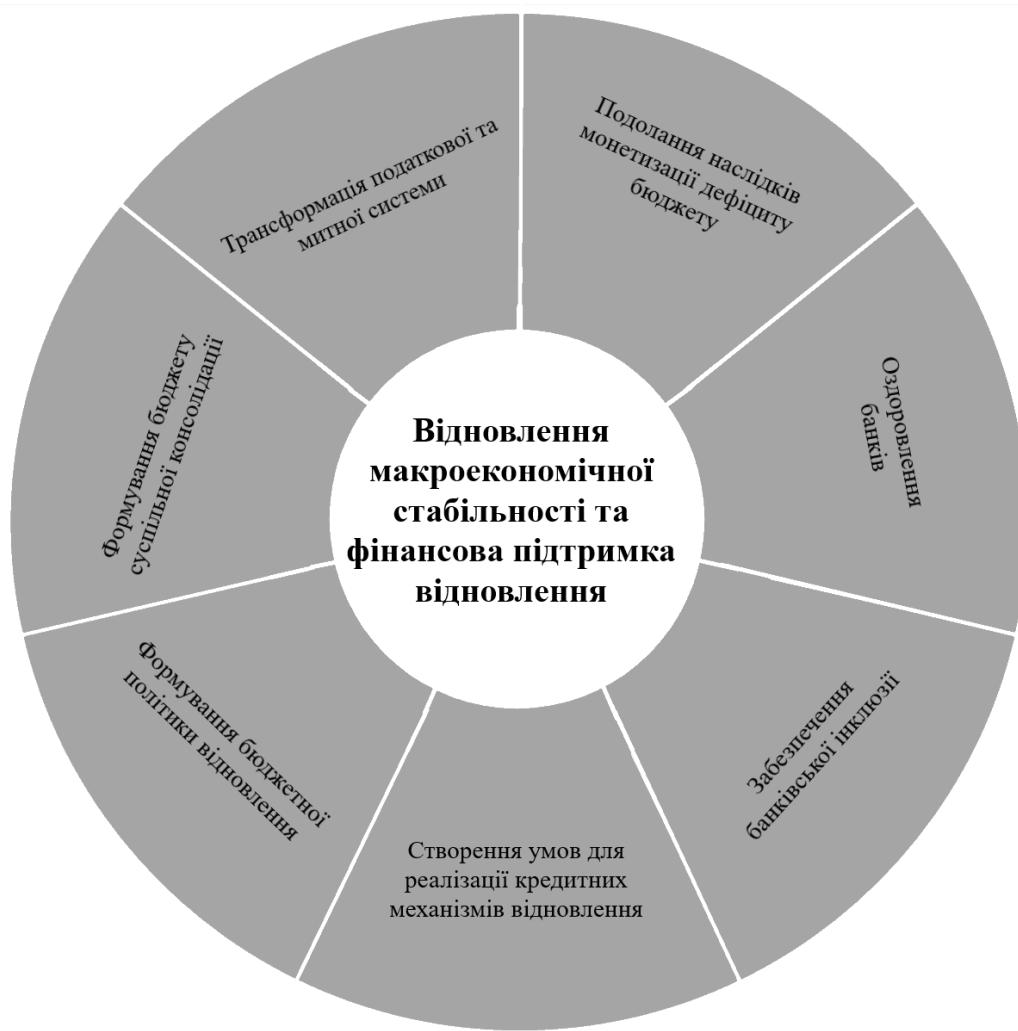 Подолання наслідків
монетизації дефіциту
бюджету
Оздоровлення
банків
Забезпечення
банківської інклюзії
Створення умов для
реалізації кредитних
механізмів відновлення
Формування бюджетної
політики відновлення
Формування бюджету
суспільної консолідації
Трансформація податкової та
митної системи
Відновлення
макроекономічної
стабільності та
фінансова підтримка
відновлення